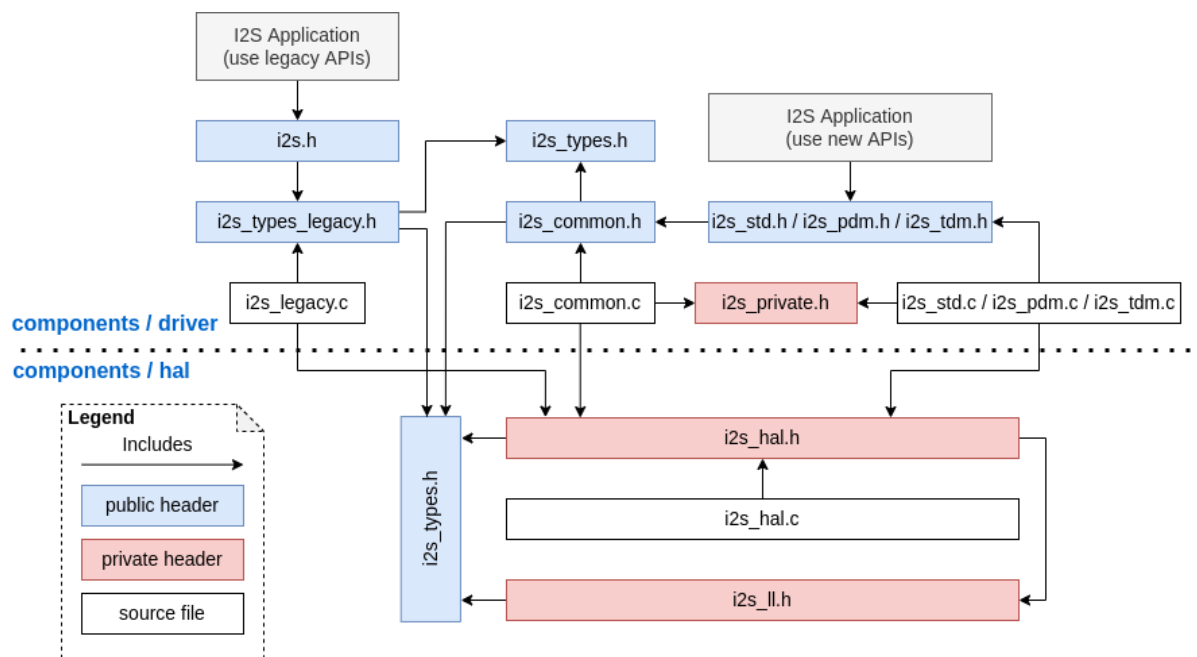 I2S Application
(use legacy APIs)
I2S Application
(use new APIs)
i2s.h
i2s_types.h
i2s_types_legacy.h
i2s_common.h
i2s_std.h / i2s_pdm.h / i2s_tdm.h
i2s_legacy.c
i2s_common.c
i2s_private.h
i2s_std.c / i2s_pdm.c / i2s_tdm.c
components / driver
components / hal
Legend
Includes
public header
private header
source file
i2s_types.h
i2s_hal.h
i2s_hal.c
i2s_ll.h